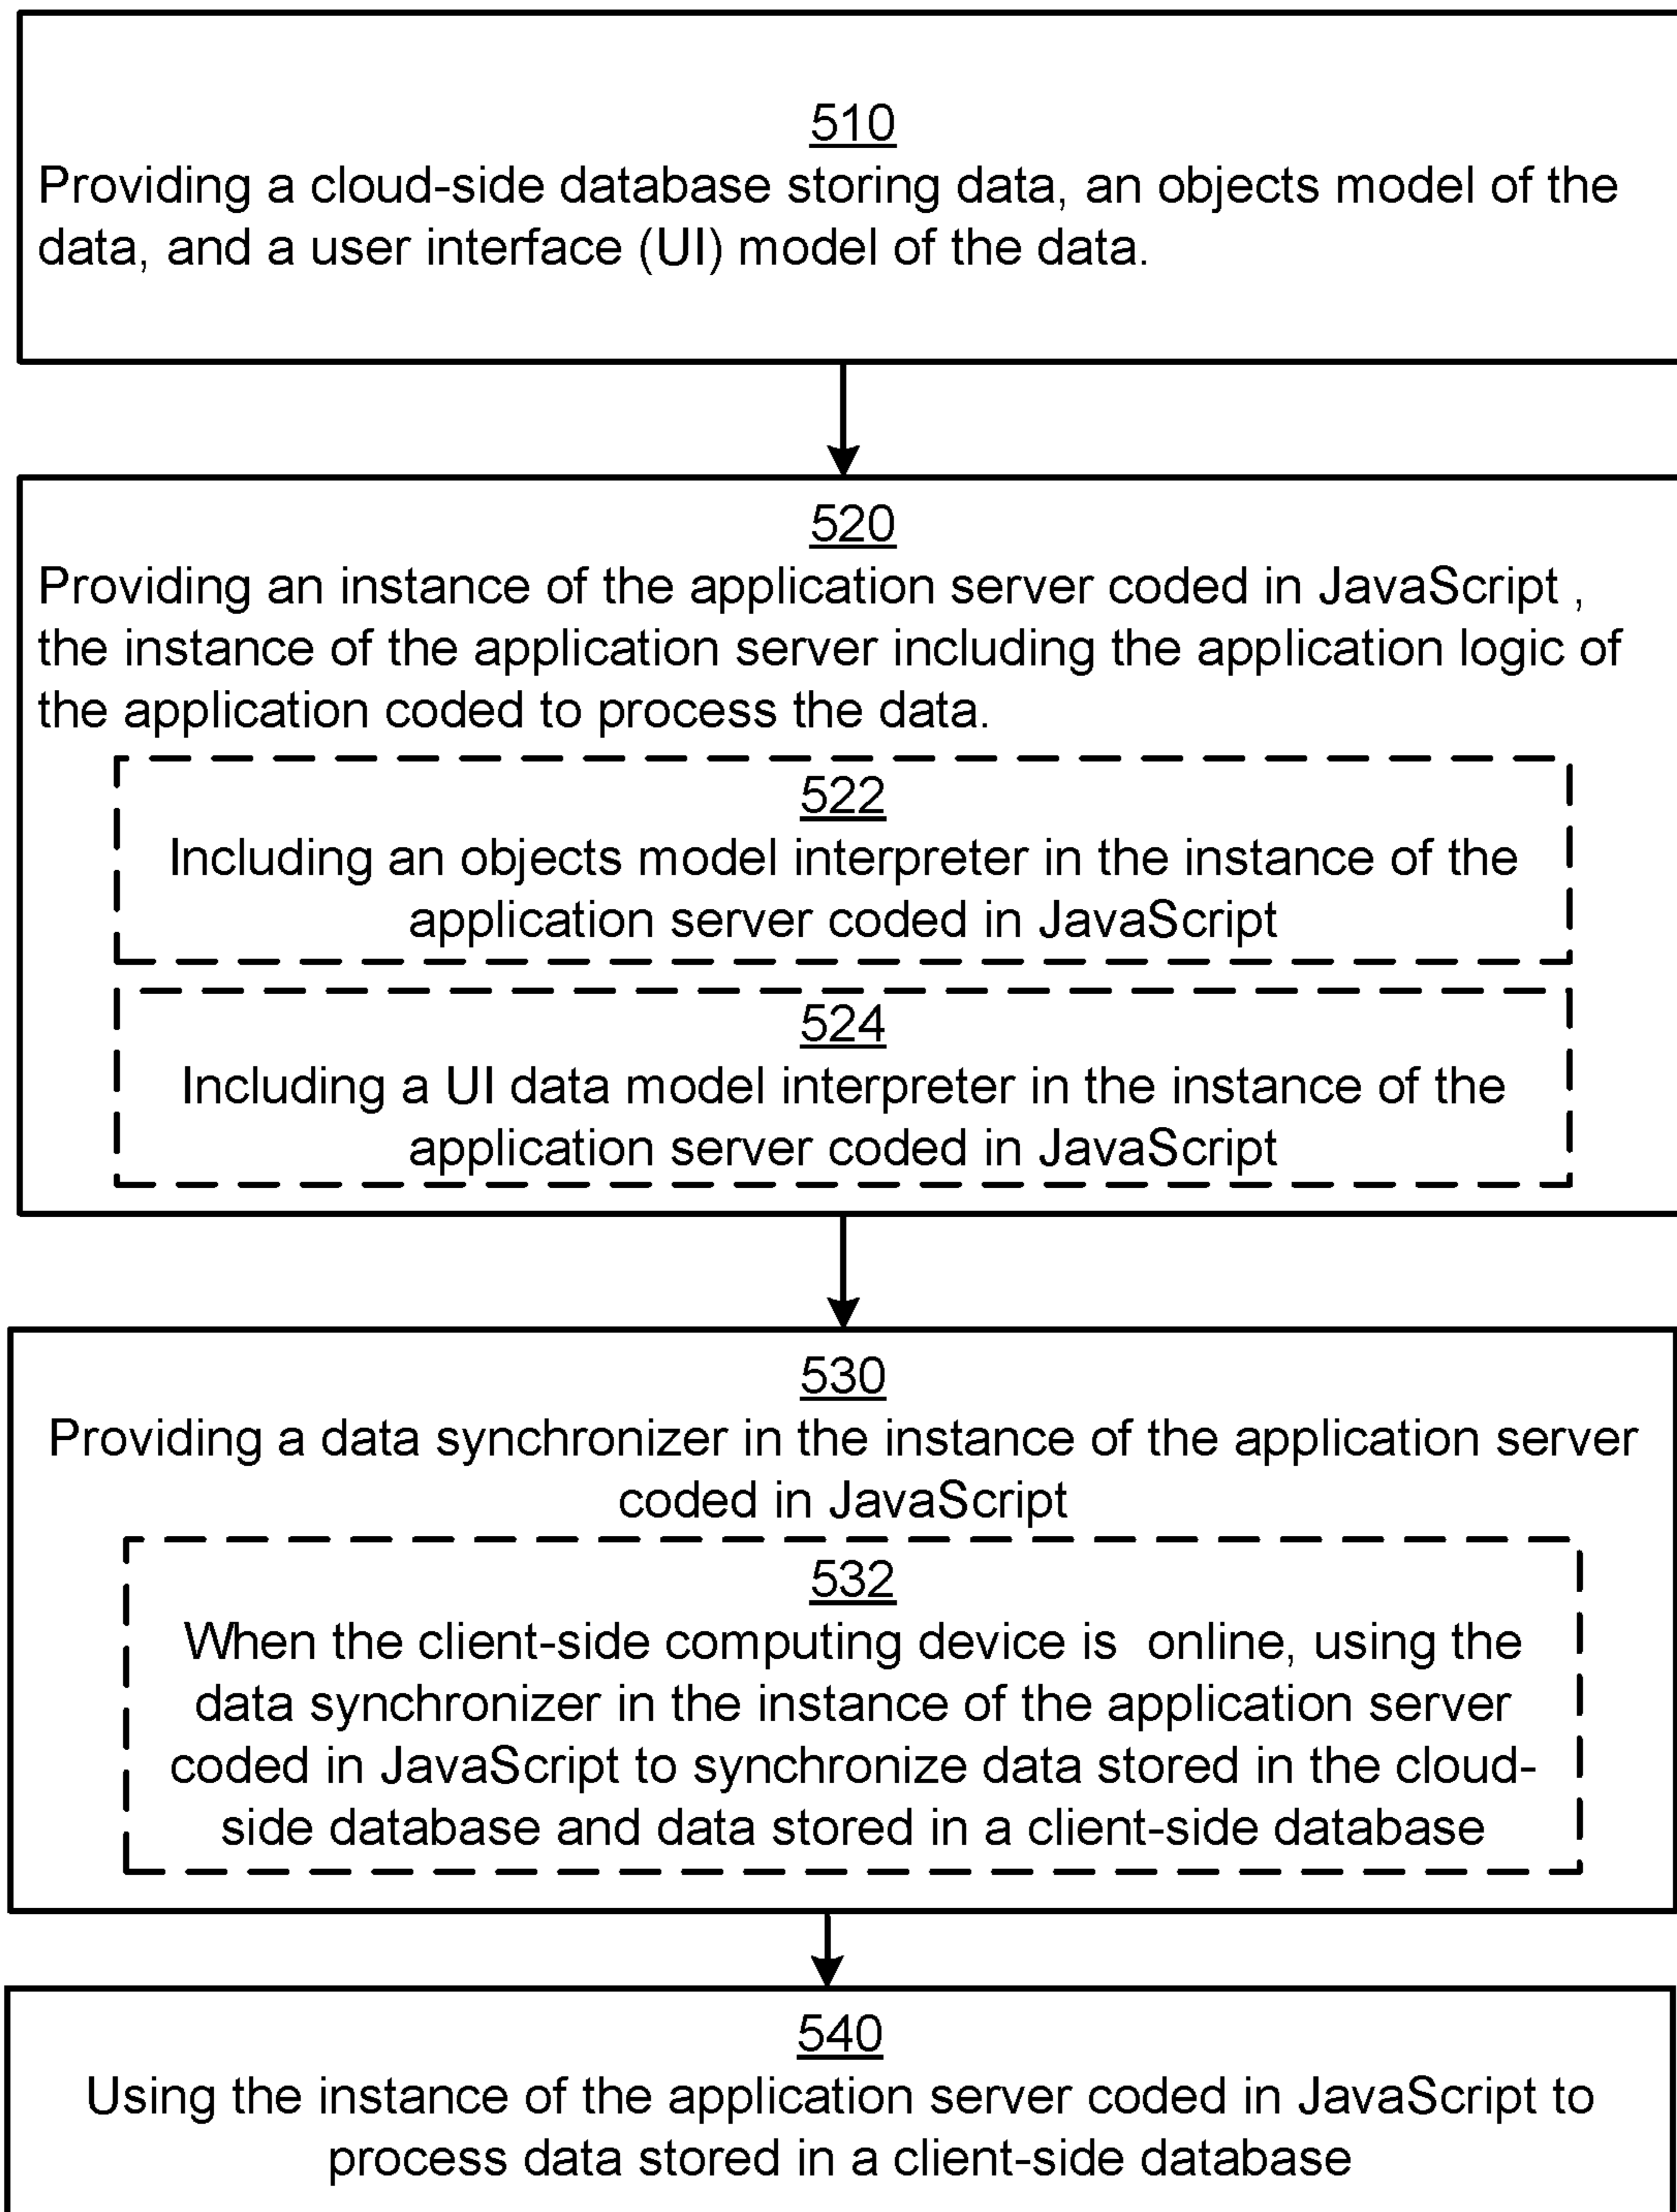 510
Providing a cloud-side database storing data, an objects model of the
data, and a user interface (UI) model of the data.
520
Providing an instance of the application server coded in JavaScript ,
the instance of the application server including the application logic of
the application coded to process the data.
522
Including an objects model interpreter in the instance of the
application server coded in JavaScript
524
Including a UI data model interpreter in the instance of the
application server coded in JavaScript
530
Providing a data synchronizer in the instance of the application server
coded in JavaScript
532
When the client-side computing device is  online, using the
data synchronizer in the instance of the application server
coded in JavaScript to synchronize data stored in the cloud-
side database and data stored in a client-side database
540
Using the instance of the application server coded in JavaScript to
process data stored in a client-side database